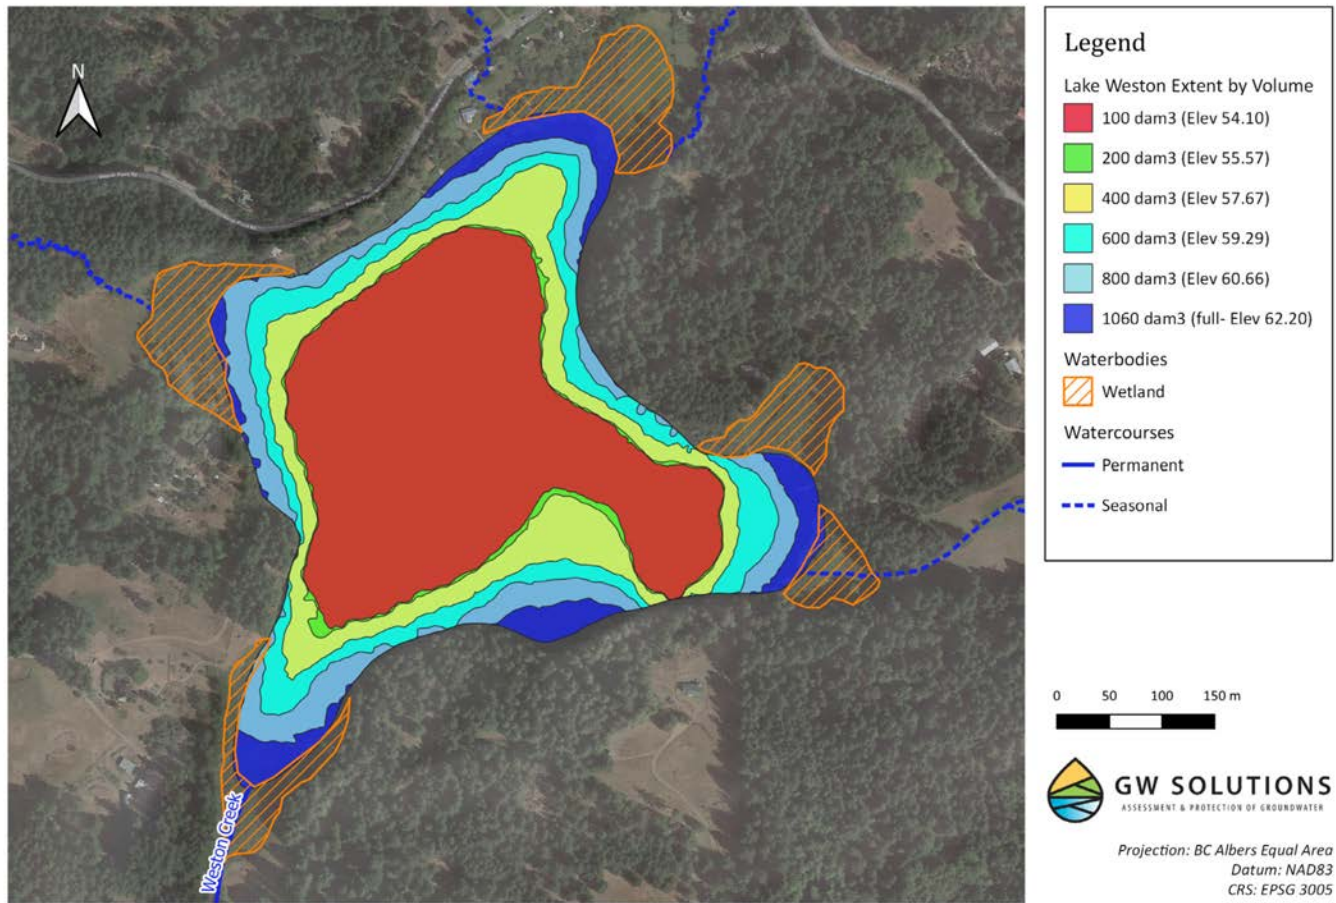 N
Weston Creek
Legend
Lake Weston Extent by Volume
100 dam3 (Elev 54.10)
200 dam3 (Elev 55.57)
400 dam3 (Elev 57.67)
600 dam3 (Elev 59.29)
800 dam3 (Elev 60.66)
1060 dam3 (full- Elev 62.20)
Waterbodies
Wetland
Watercourses
Permanent
Seasonal
0 50 100 150 m
GW SOLUTIONS
ASSESSMENT & PROTECTION OF GROUNDWATER
Projection: BC Albers Equal Area
Datum: NAD83
CRS: EPSG 3005